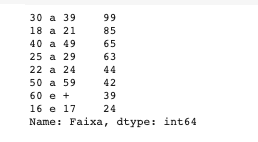 30 a 39    99
18 a 21    85
40 a 49    65
25 a 29    63
22 a 24    44
50 a 59    42
60 e +     39
16 e 17    24
Name: Faixa, dtype: int64